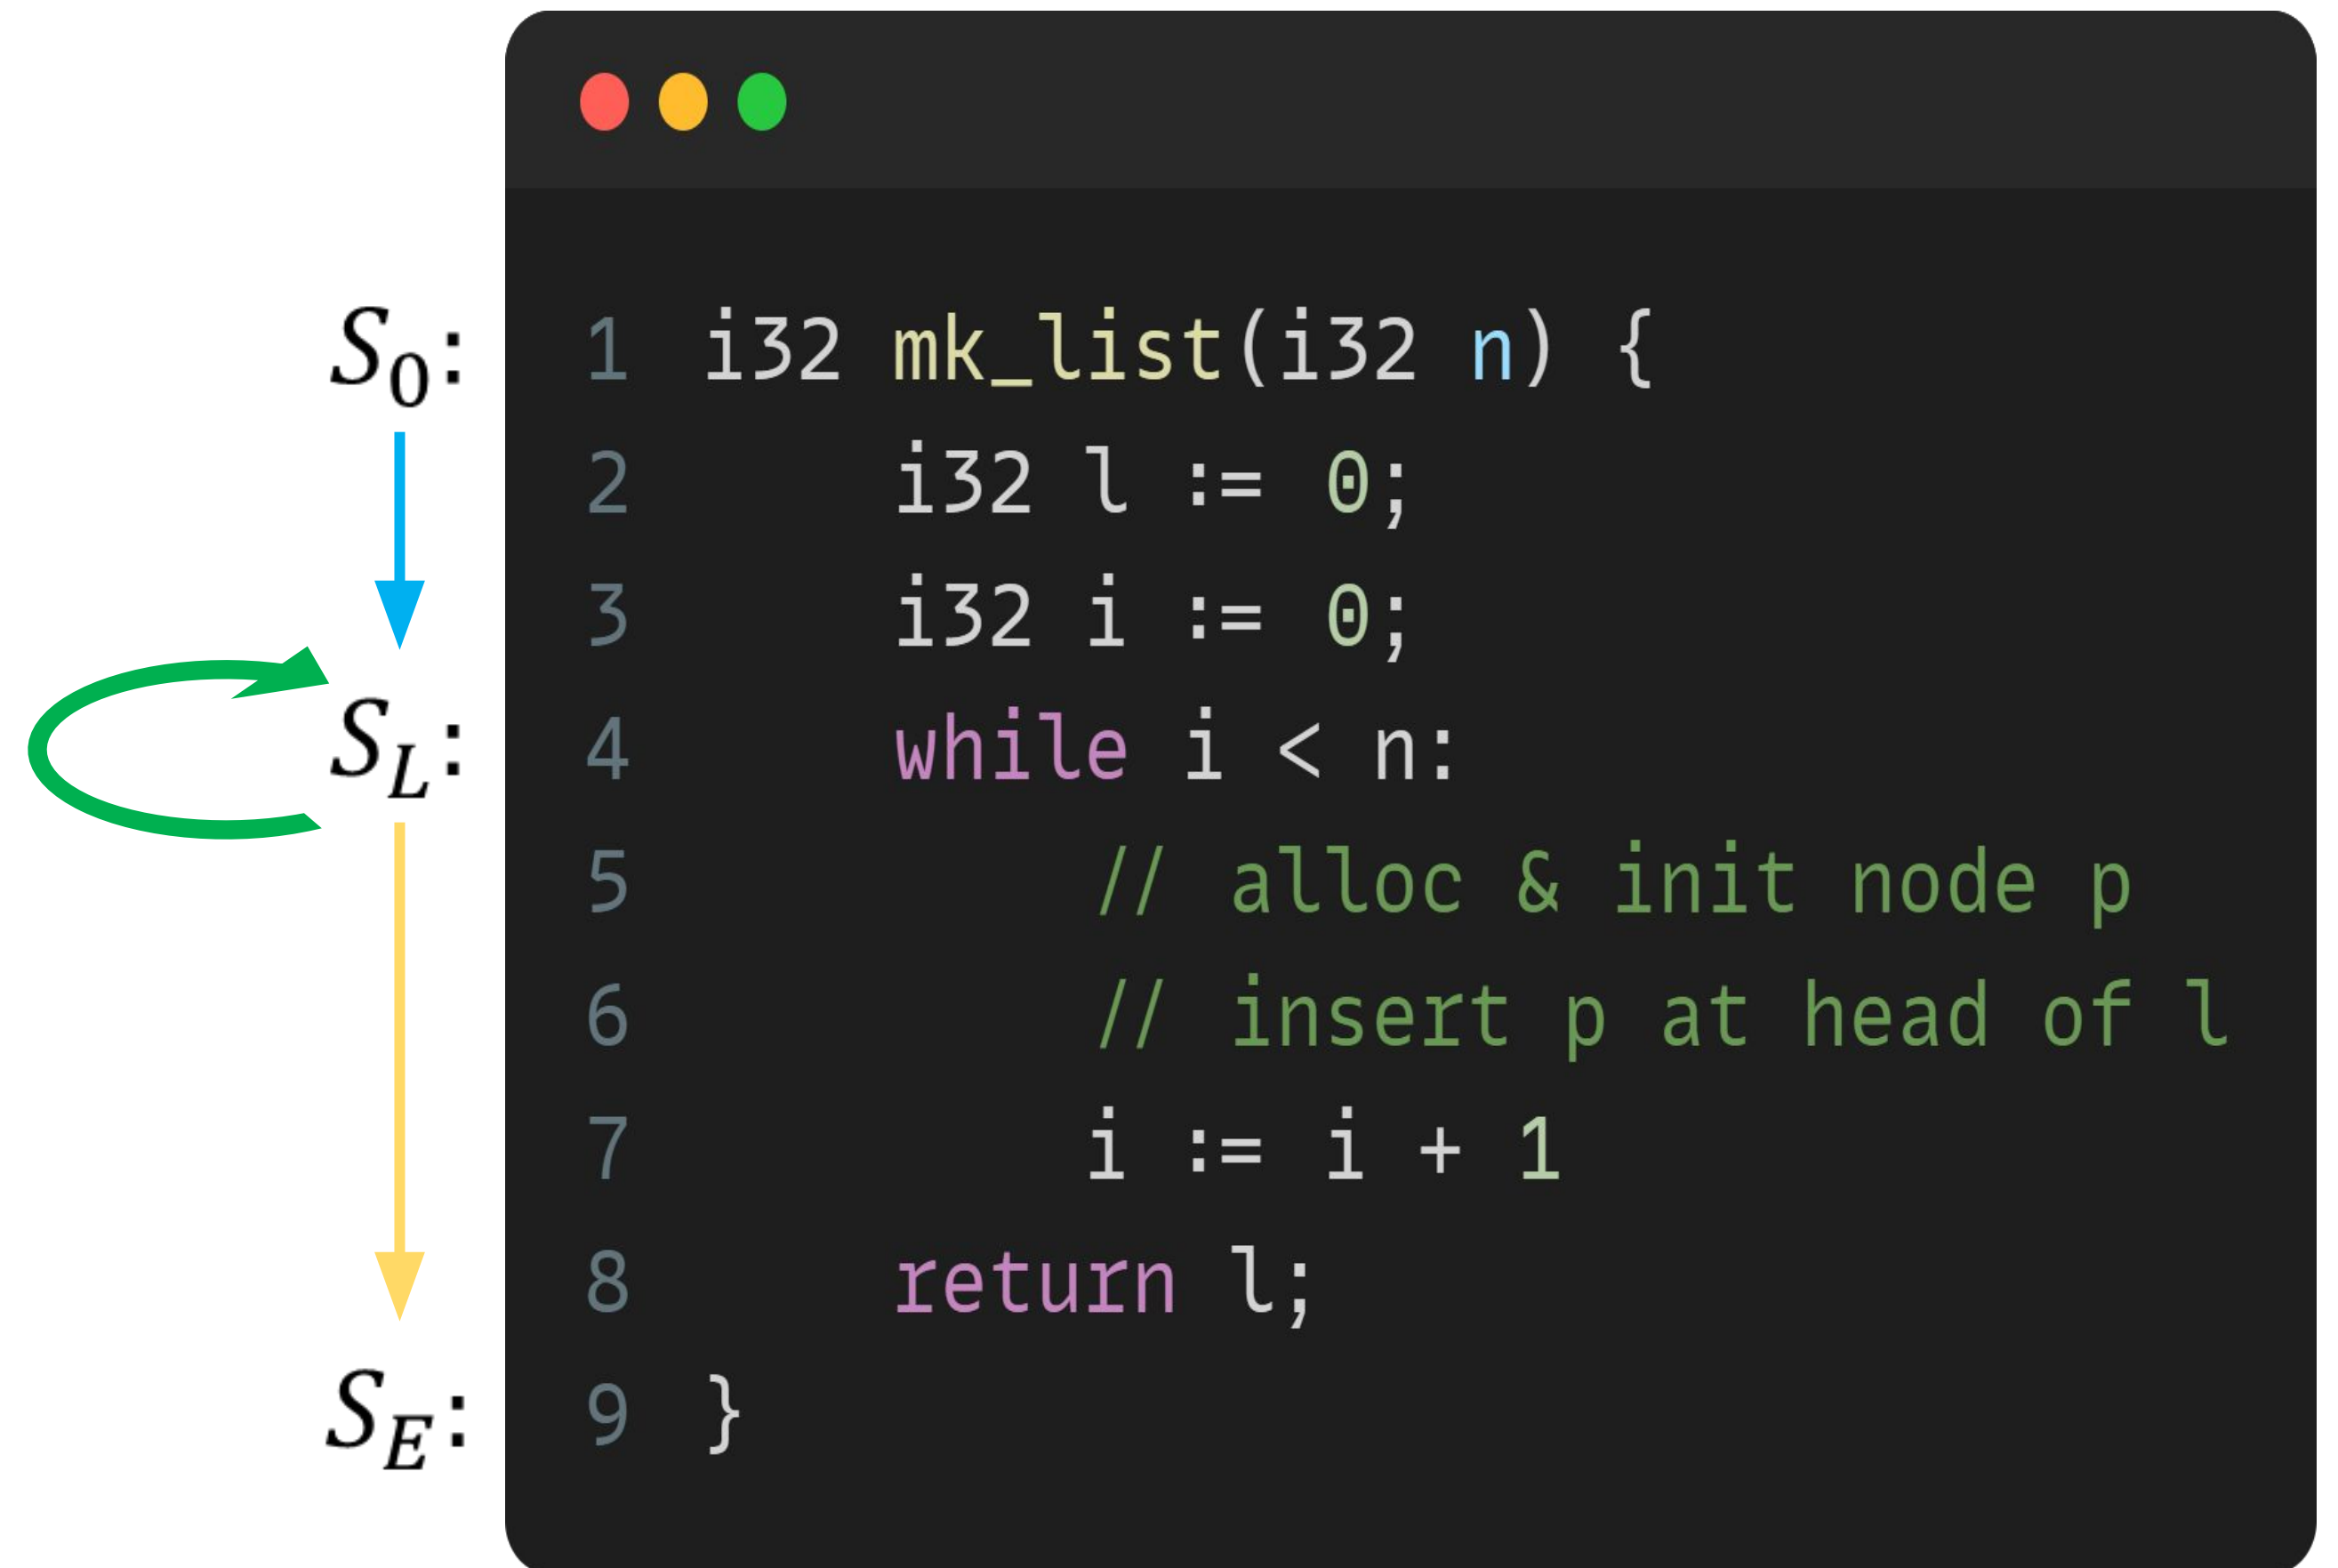 S0: 1 i32 mk_list(i32 n) {
2 i32 l := 0;
3 i32 i := 0;
SL: 4 while i < n:
5 // alloc & init node p
6 // insert p at head of l
7 i := i + 1
8 return l;
SE: 9 }